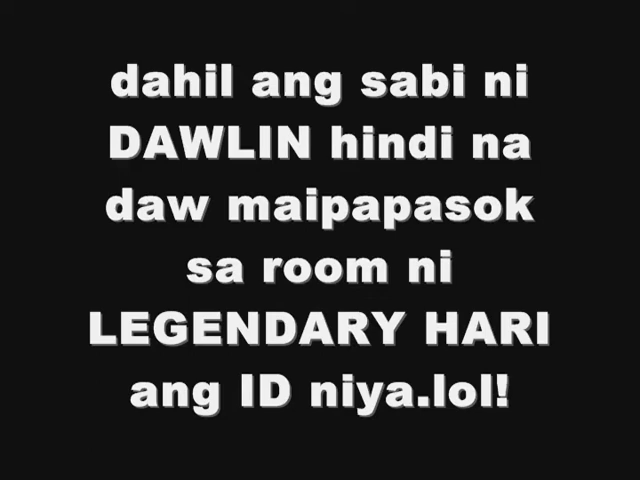 dahil ang sabi ni
DAWLIN hindi na
daw maipapasok
sa room ni
LEGENDARY HARI
ang ID niya.lol!